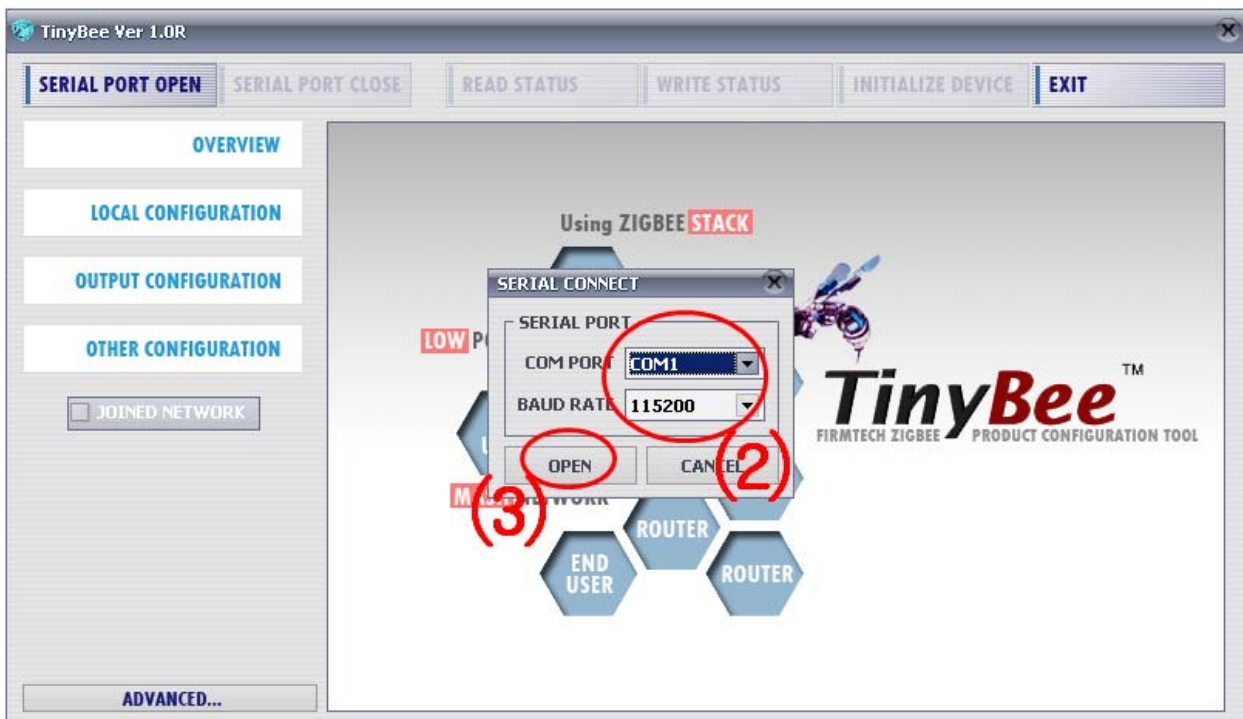 TinyBee Ver 1.0R
SERIAL PORT OPEN SERIAL PORT CLOSE READ STATUS WRITE STATUS INITIALIZE DEVICE EXIT
OVERVIEW
LOCAL CONFIGURATION
OUTPUT CONFIGURATION
OTHER CONFIGURATION
JOINED NETWORK
ADVANCED...
Using ZIGBEE STACK
LOW
SERIAL CONNECT
SERIAL PORT
COM PORT COM1
BAUD RATE 115200
OPEN CANCEL
(2)
(3)
NETWORK
ROUTER
END
USER
ROUTER
TinyBee TM
FIRMTECH ZIGBEE PRODUCT CONFIGURATION TOOL